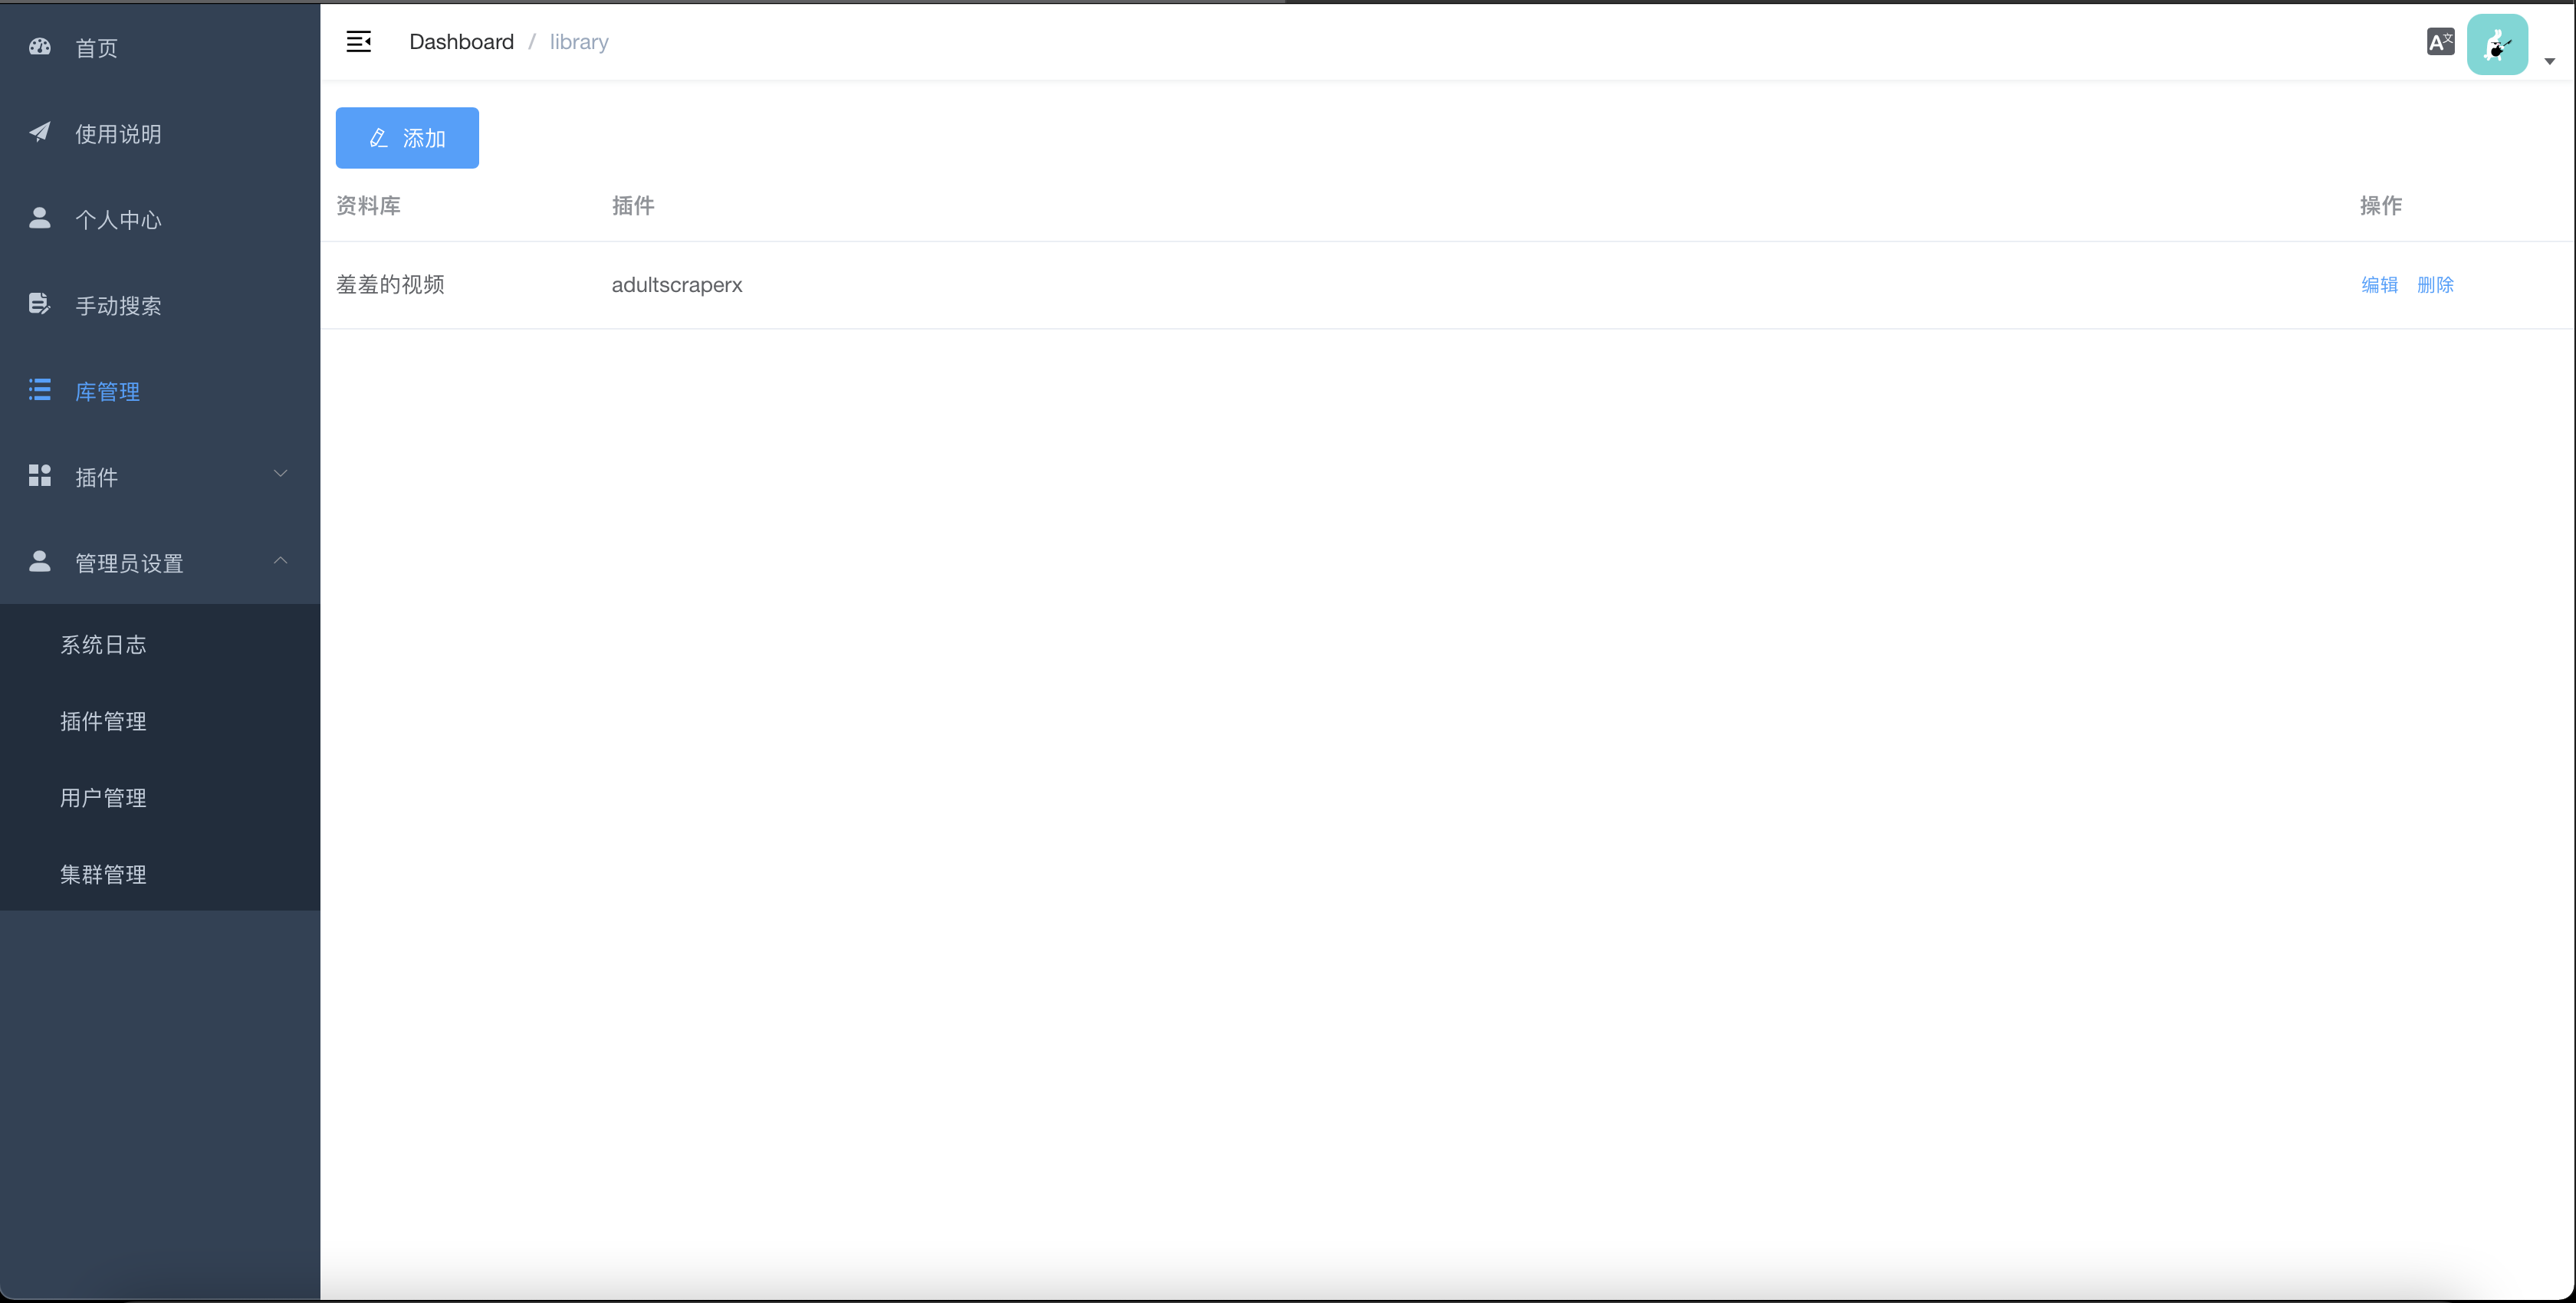 首页
使用说明
个人中心
手动搜索
库管理
插件
管理员设置
系统日志
插件管理
用户管理
集群管理
Dashboard / library
A文
添加
资料库 插件 操作
羞羞的视频 adultscraperx 编辑 删除